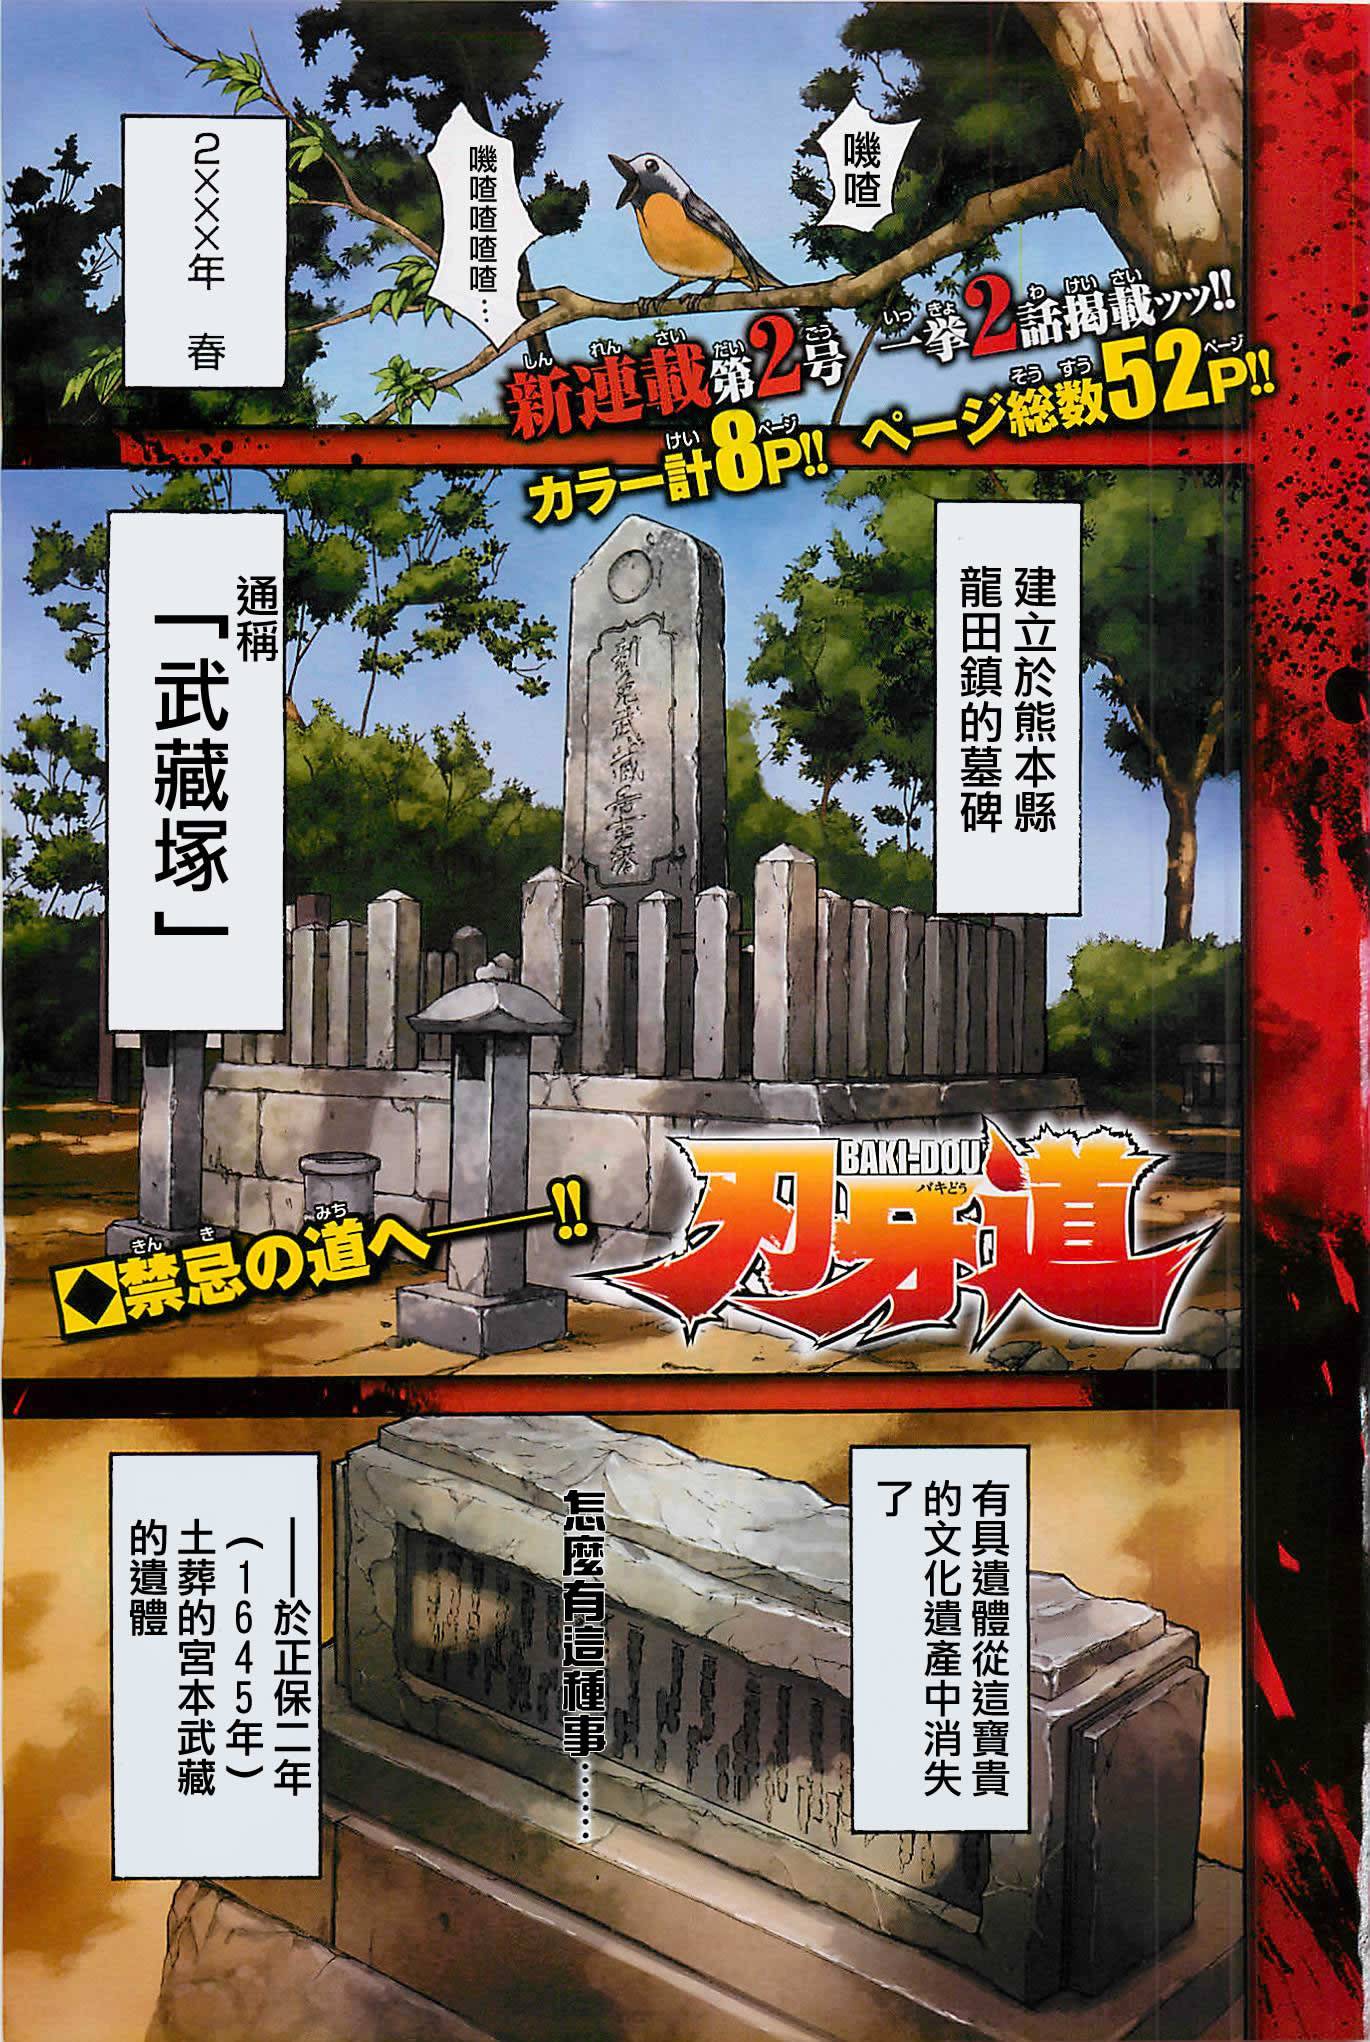 嘰喳
嘰喳喳喳喳…
2×××年　春
新連載第2号　一挙2話掲載ッッ!!
カラー計8P!!　ページ総数52P!!
建立於熊本縣
龍田鎮的墓碑
通稱
「武藏塚」
BAKI-DOU
バキどう
刃牙道
禁忌の道へ――!!
有具遺體從這寶貴
的文化遺產中消失
了
怎麼有這種事……
──於正保二年
(1645年)
土葬的宮本武藏
的遺體